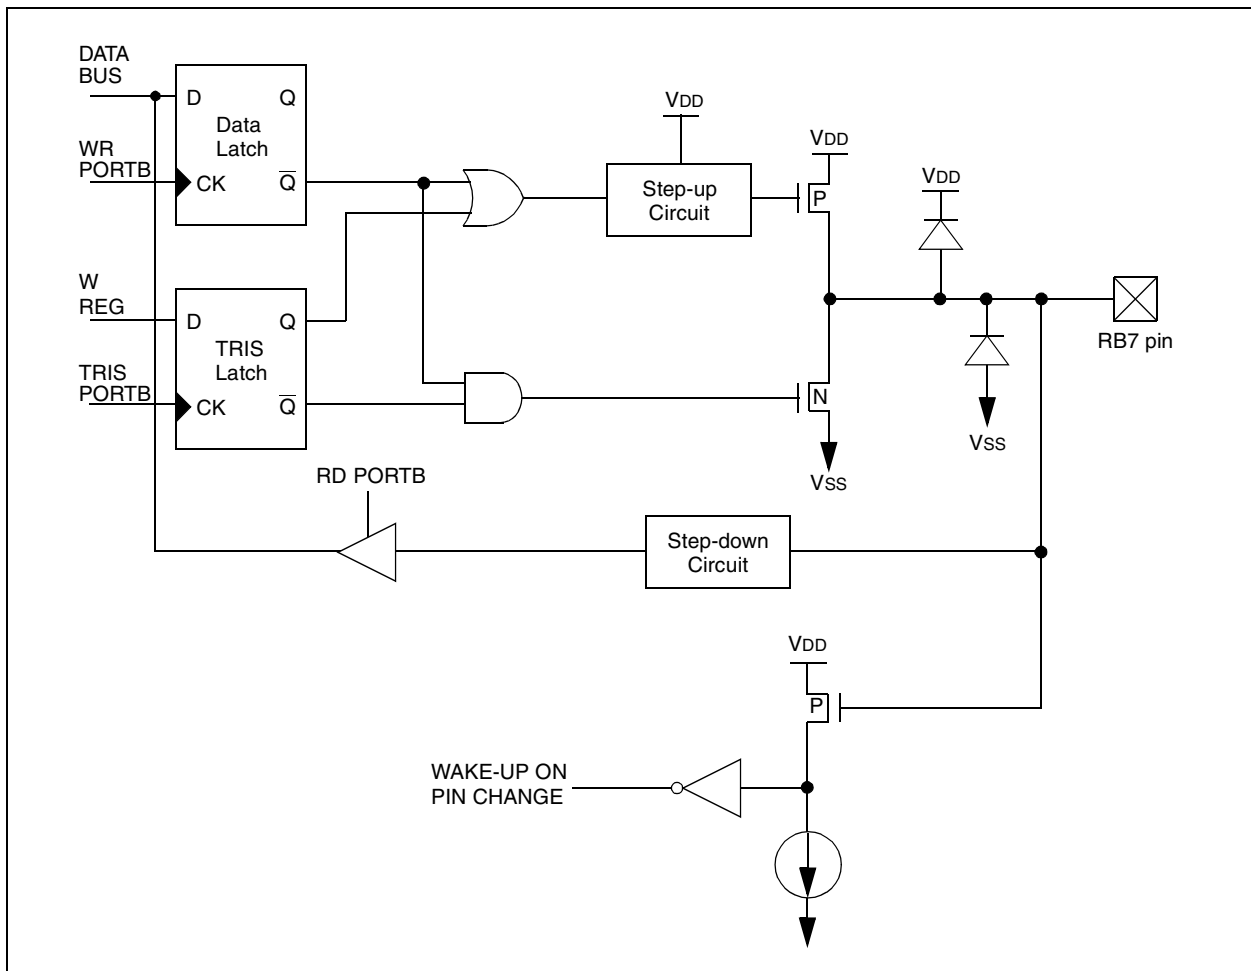 DATA
BUS
D
Q
Data
Latch
WR
PORTB
CK
Q
VDD
Step-up
Circuit
VDD
P
VDD
W
REG
D
Q
TRIS
Latch
TRIS
PORTB
CK
Q
N
VSS
VSS
RB7 pin
RD PORTB
Step-down
Circuit
VDD
P
WAKE-UP ON
PIN CHANGE